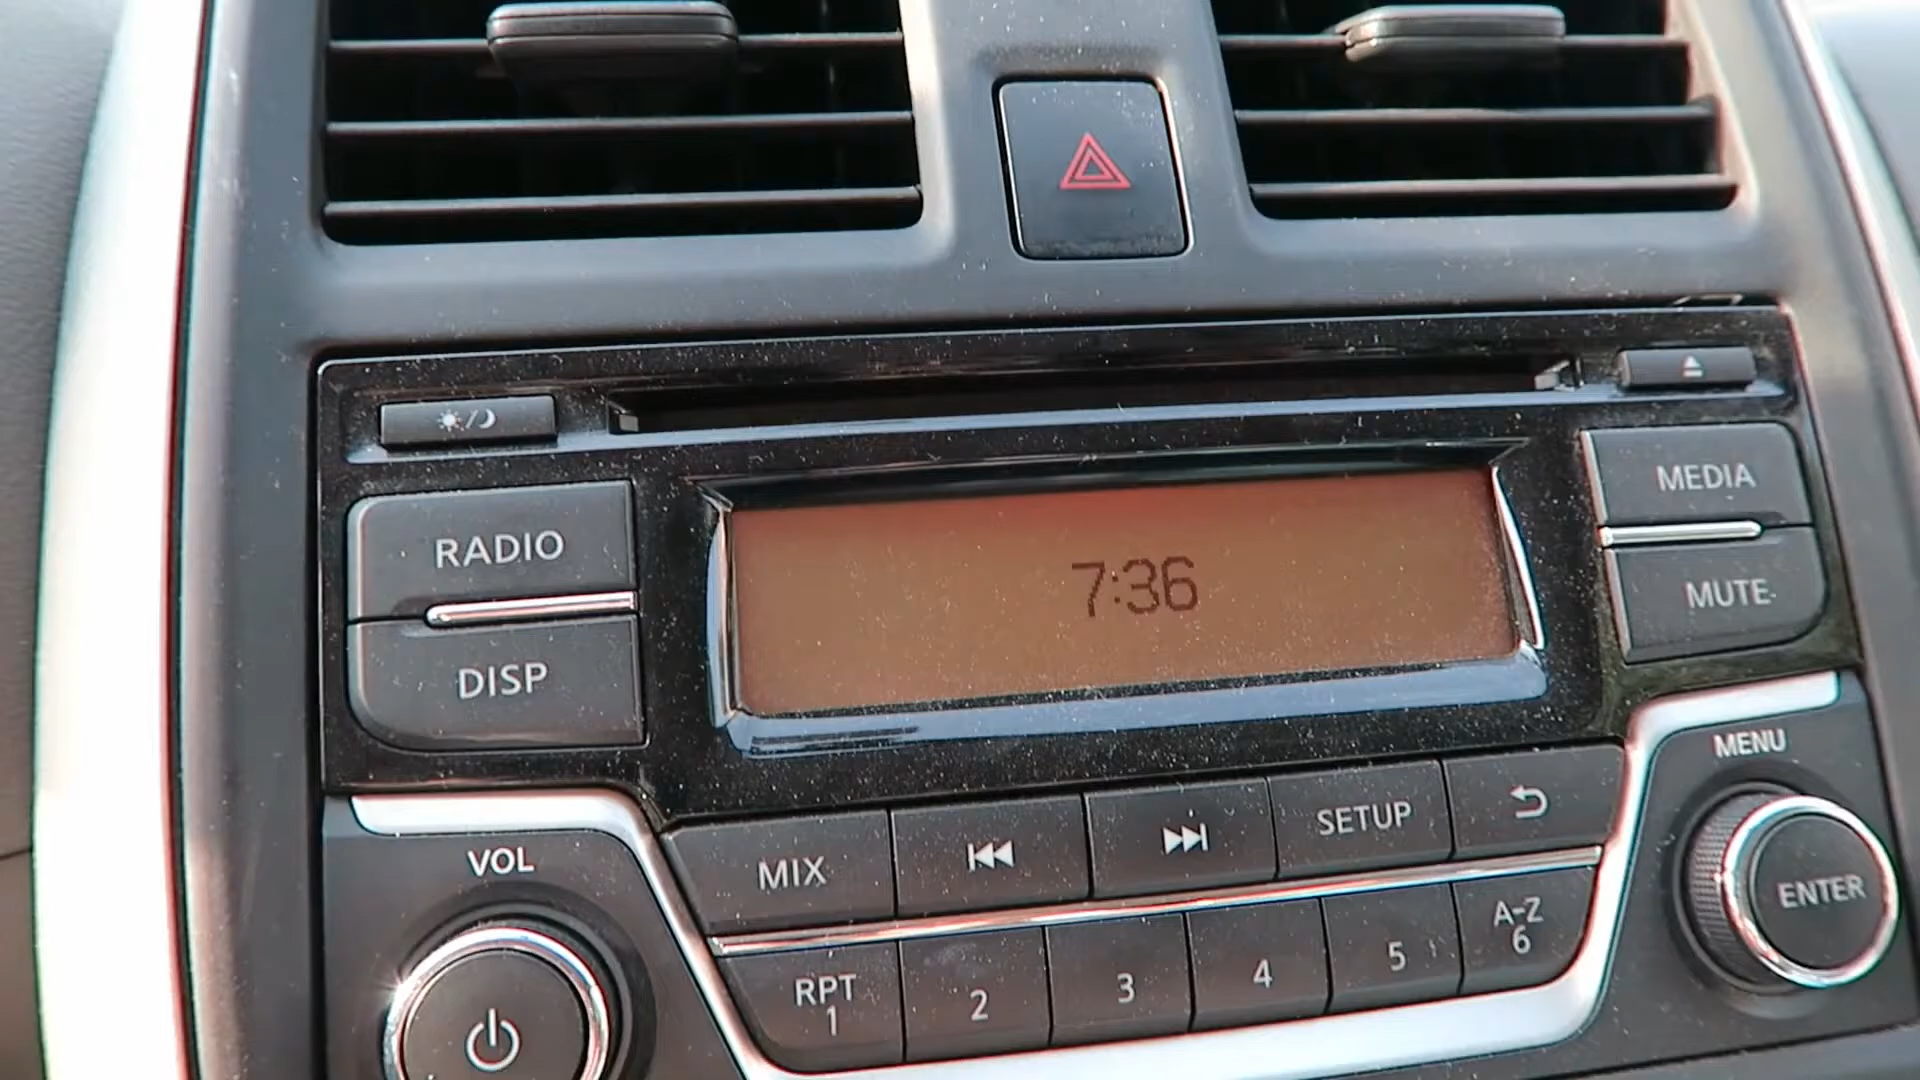 MEDIA
RADIO
7:36
MUTE
DISP
MENU
VOL
MIX
SETUP
ENTER
RPT
1
2
3
4
5
A-Z
6